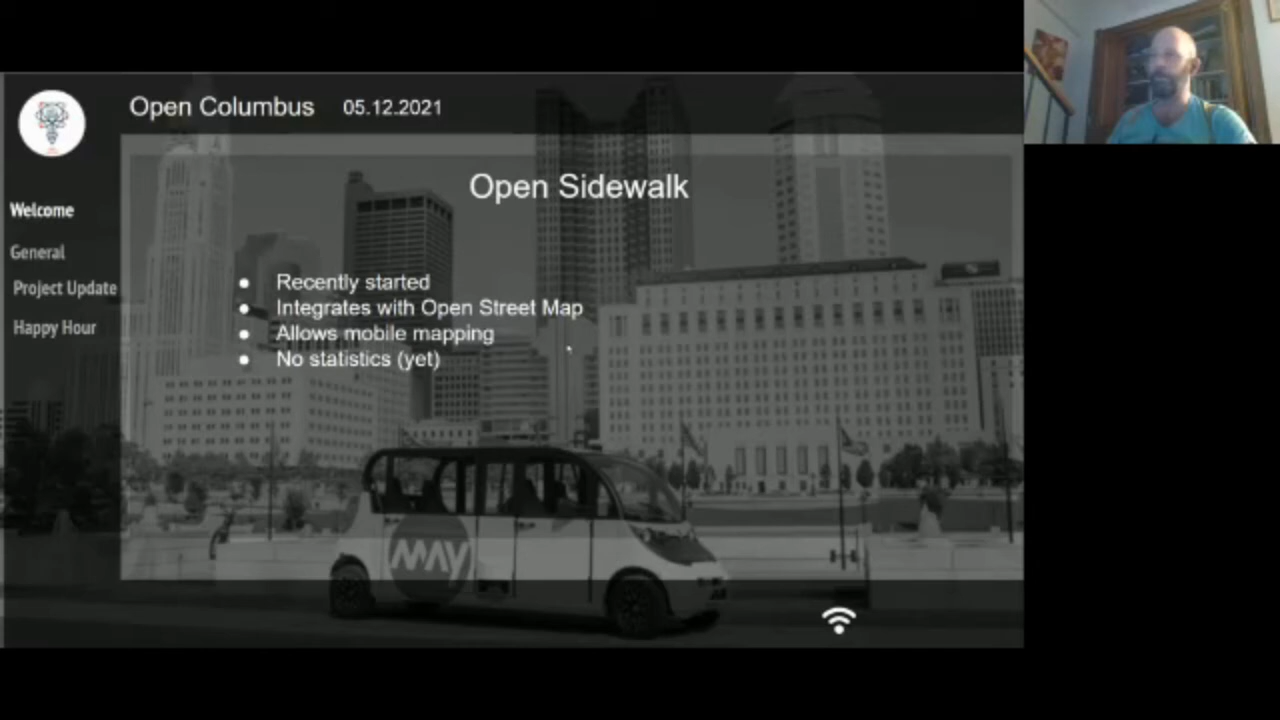 Open Columbus 05.12.2021
Open Sidewalk
Welcome
General
Project Update
Happy Hour
● Recently started
● Integrates with Open Street Map
● Allows mobile mapping
● No statistics (yet)
MAY